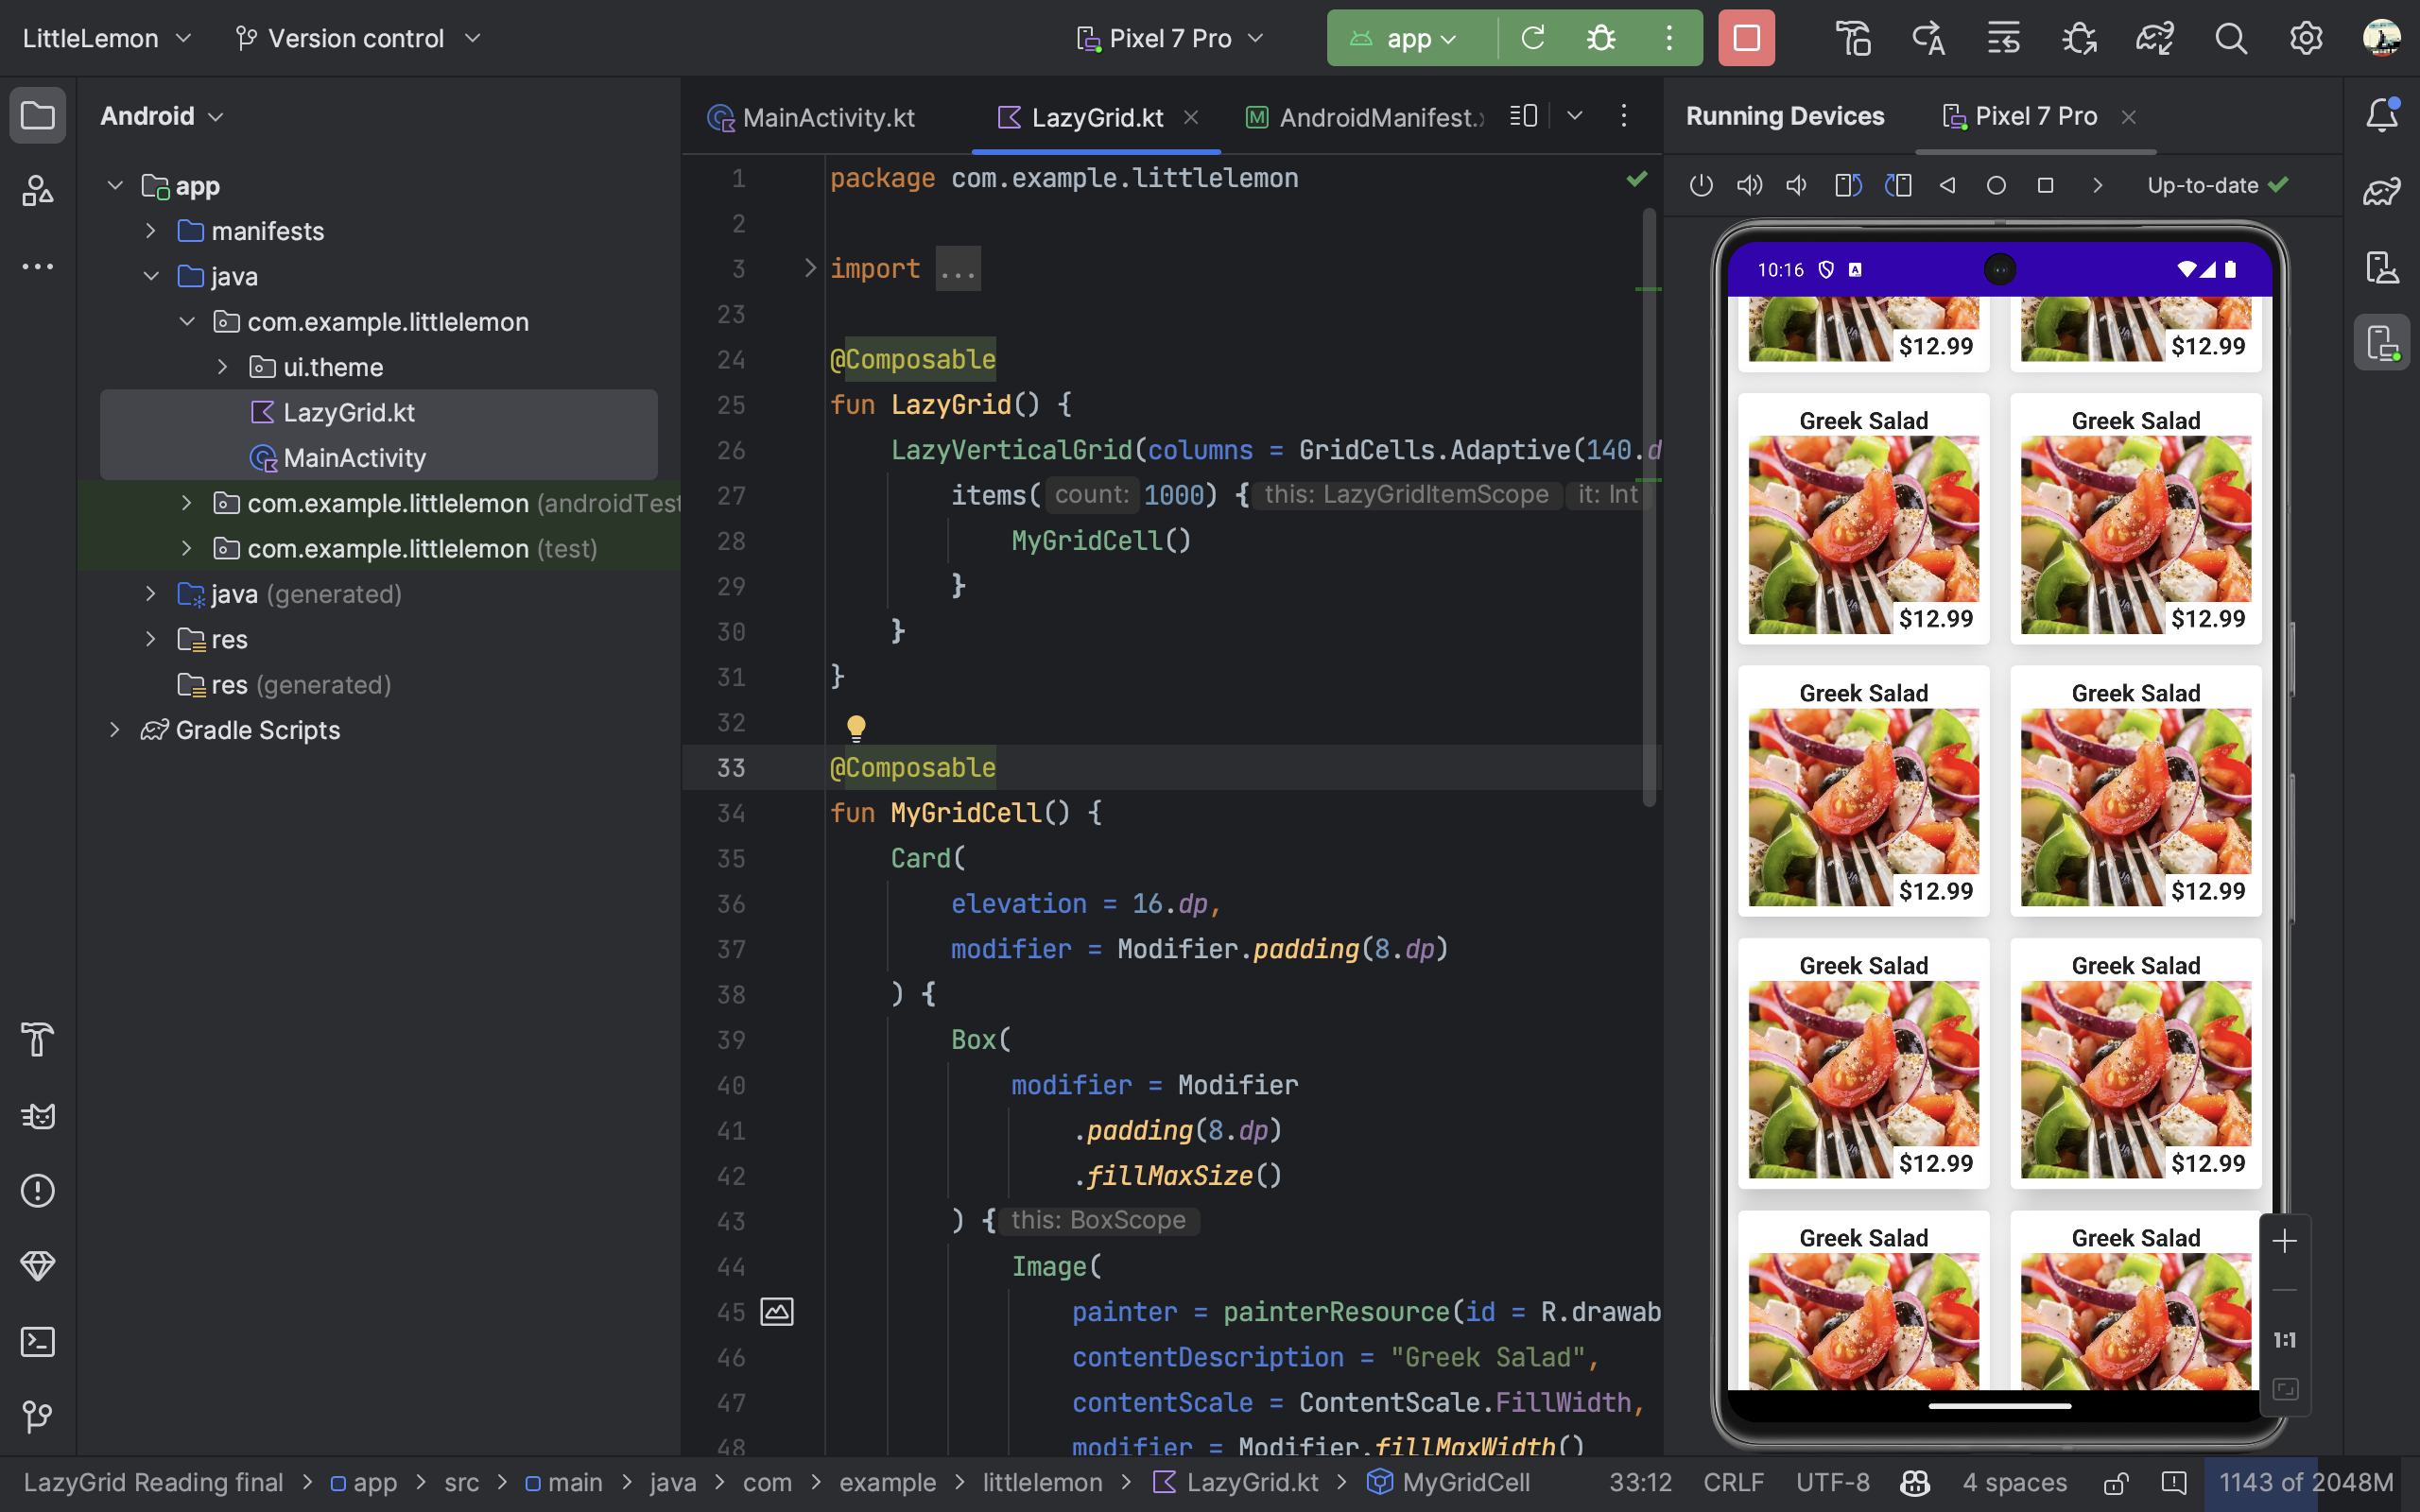 LittleLemon
Version control
Pixel 7 Pro
app
Android
app
manifests
java
com.example.littlelemon
ui.theme
LazyGrid.kt
MainActivity
com.example.littlelemon (androidTest
com.example.littlelemon (test)
java (generated)
res
res (generated)
Gradle Scripts
MainActivity.kt
LazyGrid.kt
AndroidManifest.
1 package com.example.littlelemon
2
3 import ...
23
24 @Composable
25 fun LazyGrid() {
26 LazyVerticalGrid(columns = GridCells.Adaptive(140.d
27 items( count: 1000) { this: LazyGridItemScope it: Int
28 MyGridCell()
29 }
30 }
31 }
32
33 @Composable
34 fun MyGridCell() {
35 Card(
36 elevation = 16.dp,
37 modifier = Modifier.padding(8.dp)
38 ) {
39 Box(
40 modifier = Modifier
41 .padding(8.dp)
42 .fillMaxSize()
43 ) { this: BoxScope
44 Image(
45 painter = painterResource(id = R.drawab
46 contentDescription = "Greek Salad",
47 contentScale = ContentScale.FillWidth,
48 modifier = Modifier.fillMaxWidth()
Running Devices
Pixel 7 Pro
Up-to-date
10:16
$12.99 $12.99
Greek Salad Greek Salad
$12.99 $12.99
Greek Salad Greek Salad
$12.99 $12.99
Greek Salad Greek Salad
$12.99 $12.99
Greek Salad Greek Salad
1:1
LazyGrid Reading final > app > src > main > java > com > example > littlelemon > LazyGrid.kt > MyGridCell
33:12 CRLF UTF-8 4 spaces 1143 of 2048M